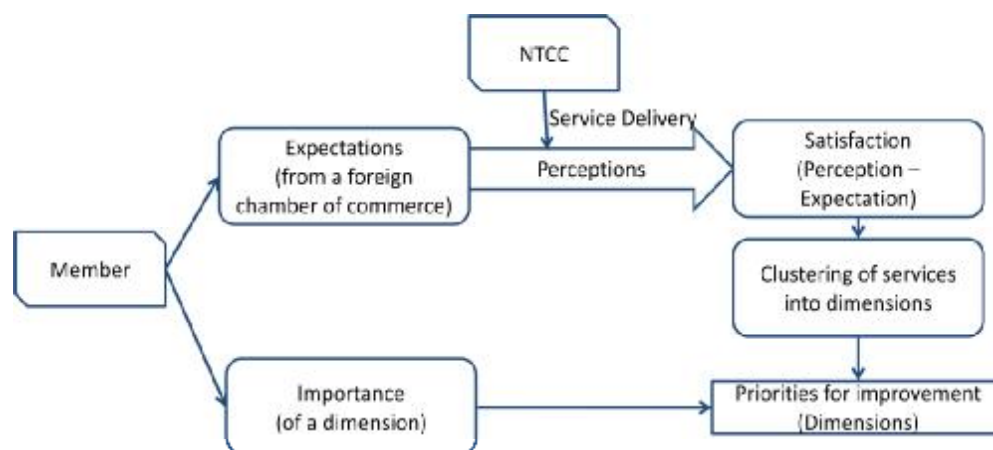 NTCC
Service Delivery
Expectations
(from a foreign
chamber of commerce)
Perceptions
Satisfaction
(Perception –
Expectation)
Member
Clustering of services
into dimensions
Importance
(of a dimension)
Priorities for improvement
(Dimensions)